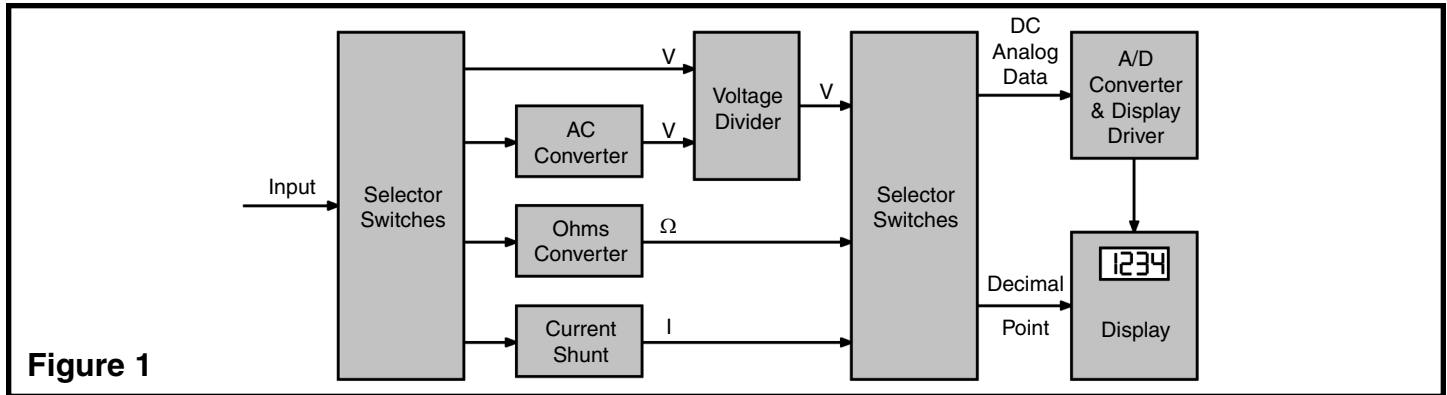 Input
Selector
Switches
V
AC
Converter
V
Ohms
Converter
Ω
Current
Shunt
I
Voltage
Divider
V
Selector
Switches
DC
Analog
Data
Decimal
Point
A/D
Converter
& Display
Driver
1234
Display
Figure 1